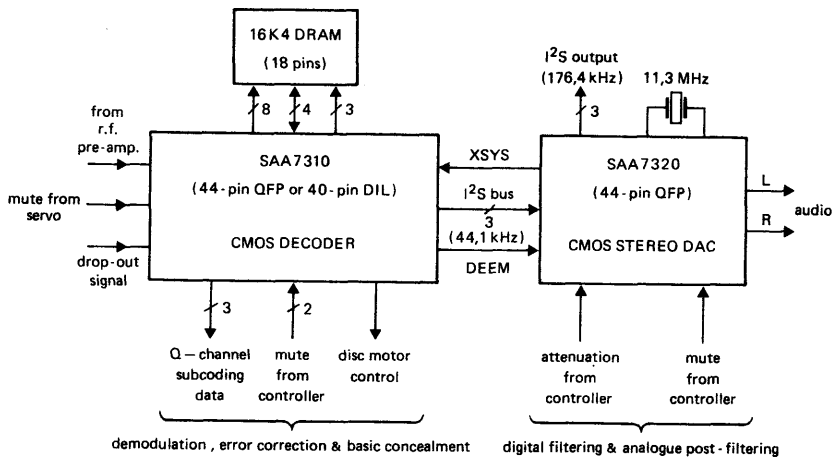 16K4 DRAM
(18 pins)
8
4
3
I²S output
(176,4 kHz)
3
11,3 MHz
from
r.f.
pre-amp.
mute from
servo
drop-out
signal
SAA7310
(44-pin QFP or 40-pin DIL)
CMOS DECODER
XSYS
I²S bus
3
(44,1 kHz)
DEEM
SAA7320
(44-pin QFP)
CMOS STEREO DAC
L
R
audio
3
2
Q – channel
subcoding
data
mute
from
controller
disc motor
control
attenuation
from
controller
mute
from
controller
demodulation , error correction & basic concealment
digital filtering & analogue post - filtering